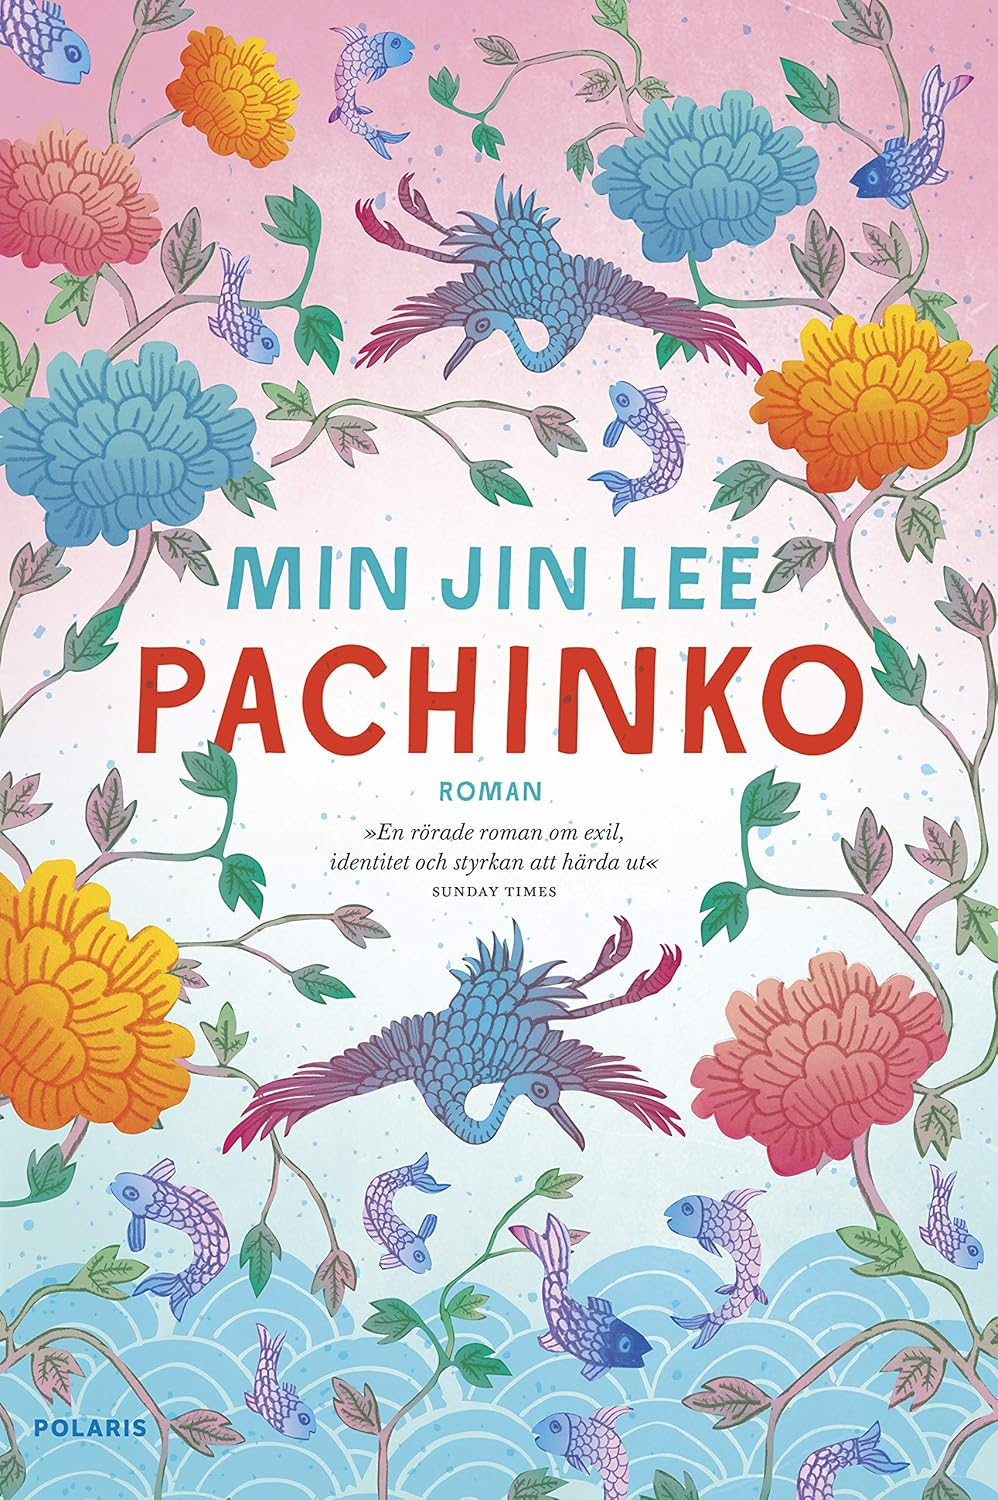 MIN JIN LEE
PACHINKO
ROMAN
»En rörade roman om exil,
identitet och styrkan att härda ut«
SUNDAY TIMES
POLARIS